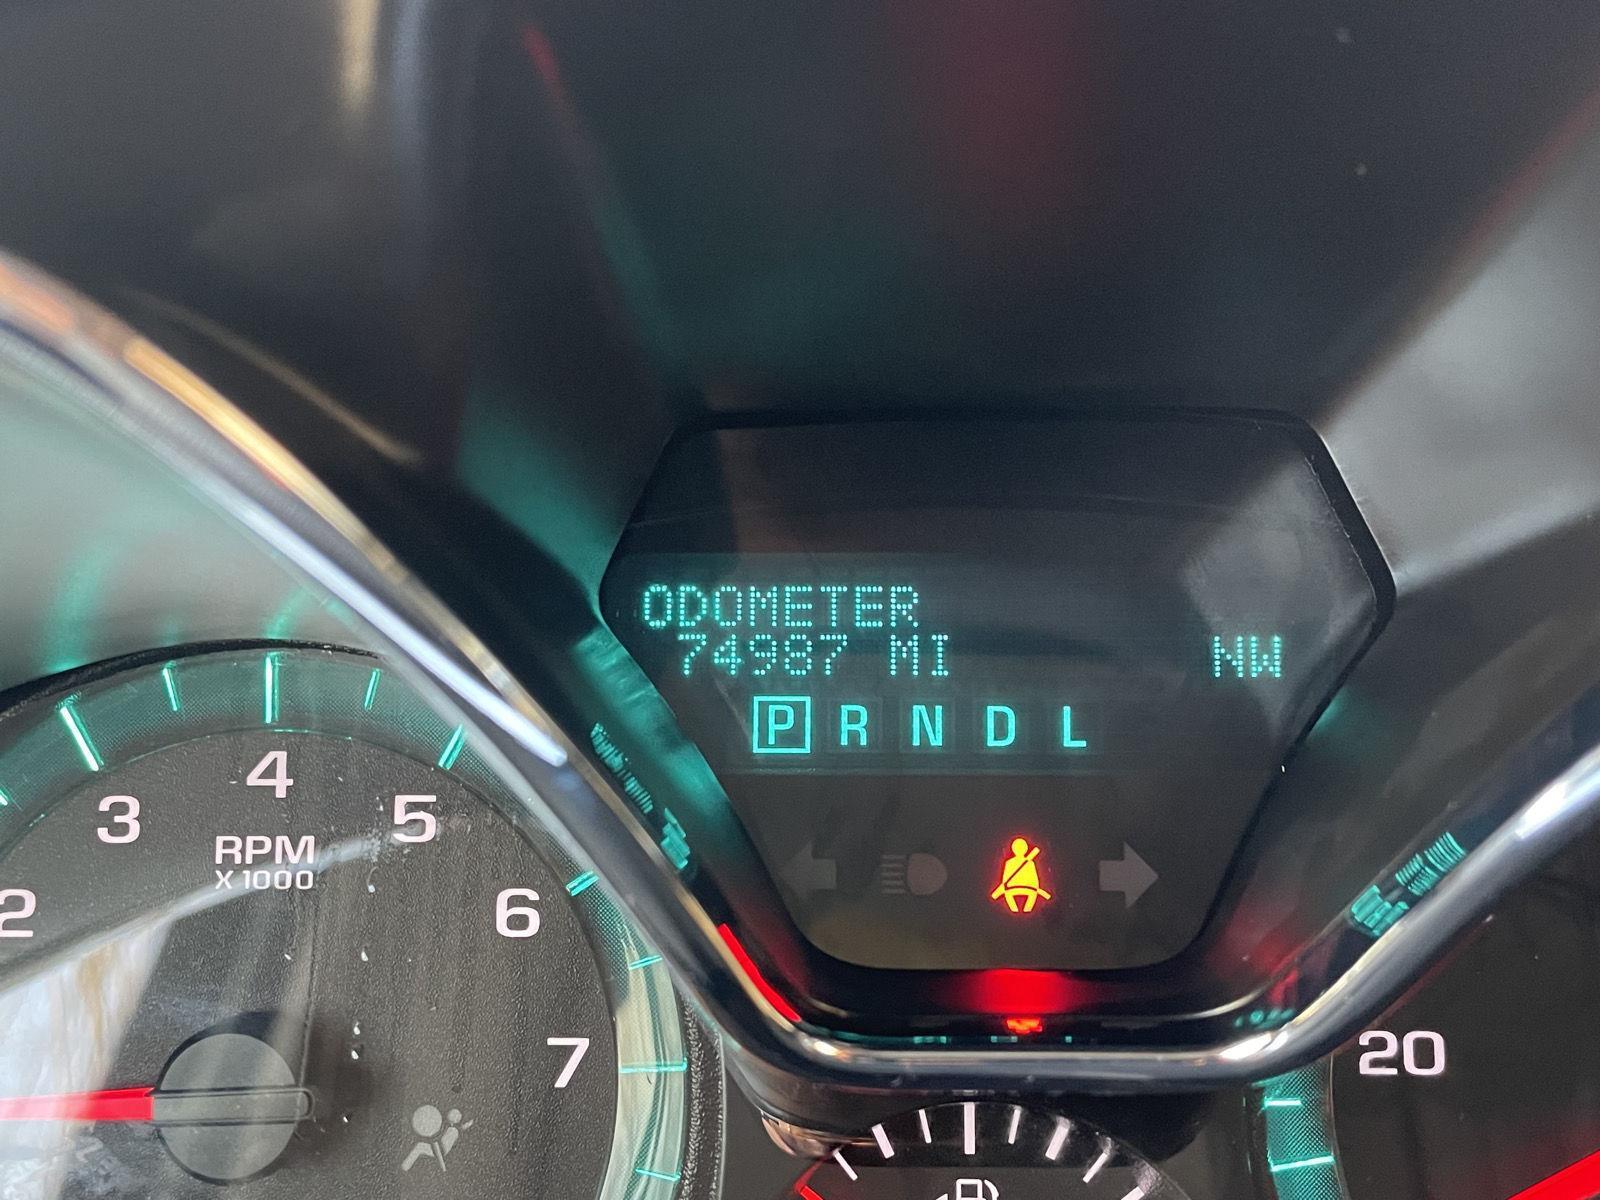 ODOMETER
74987 MI NW
P R N D L
2 3 4 5 6 7
RPM
X 1000
20